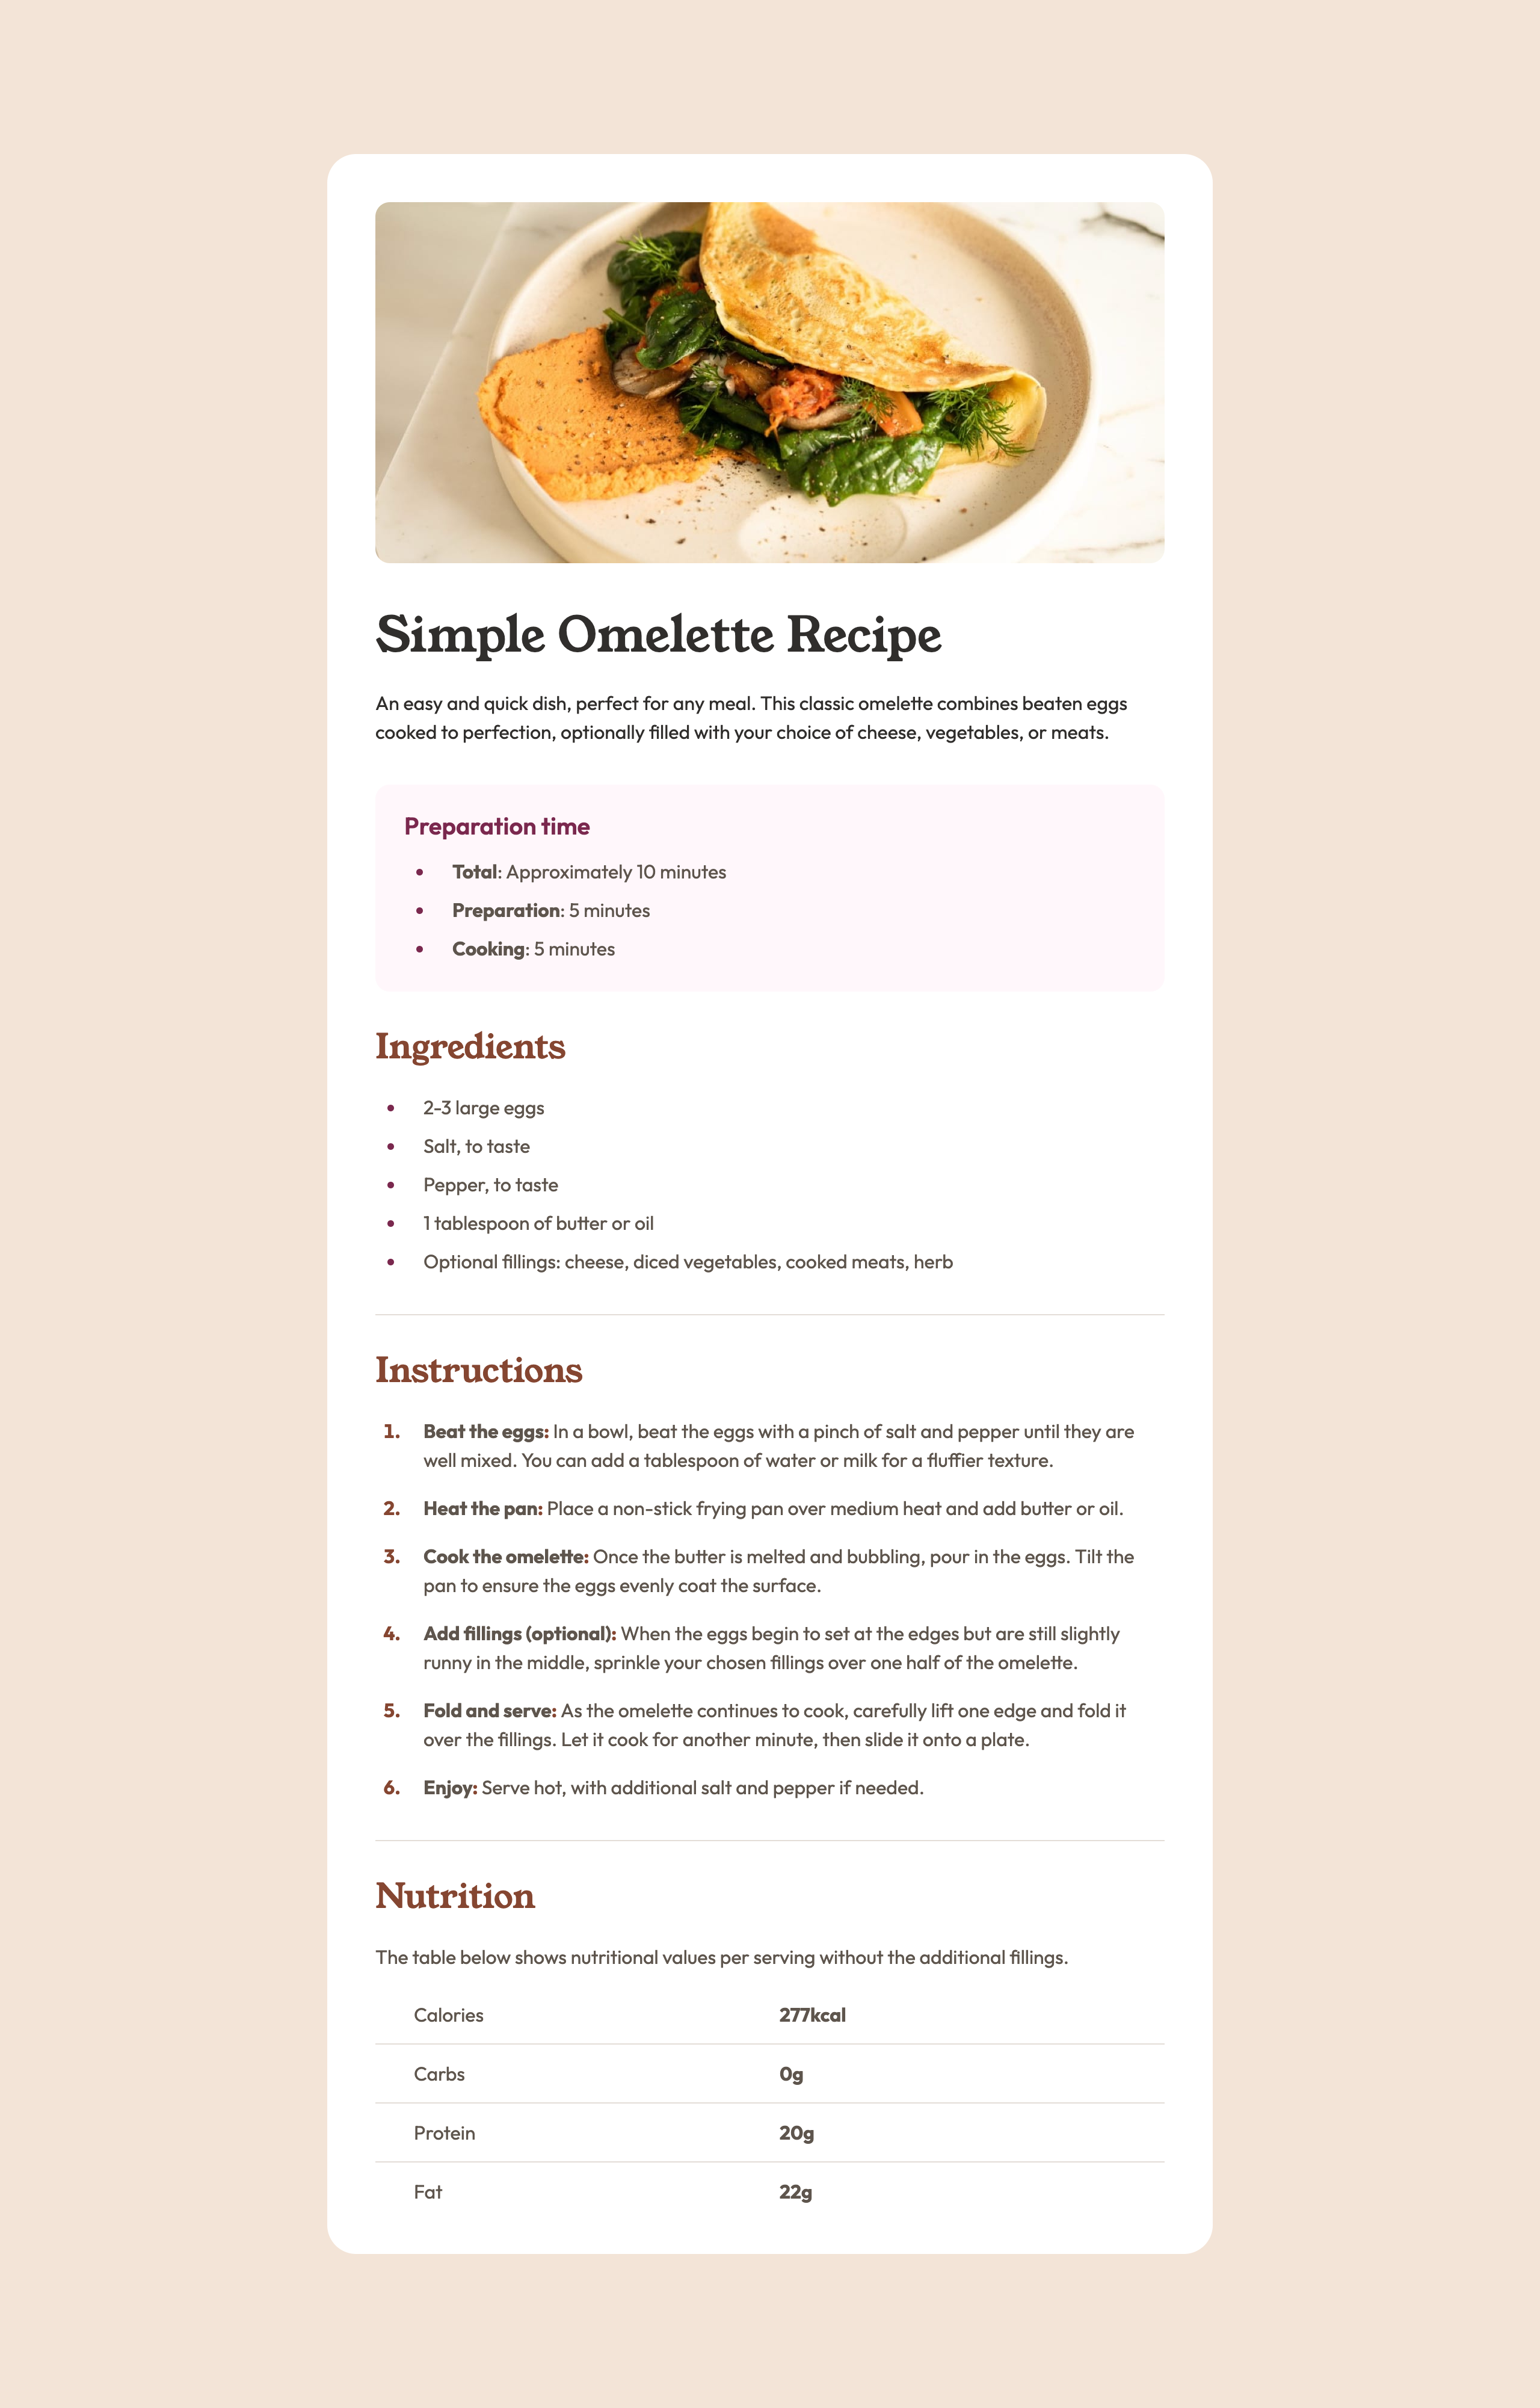 Simple Omelette Recipe
An easy and quick dish, perfect for any meal. This classic omelette combines beaten eggs
cooked to perfection, optionally filled with your choice of cheese, vegetables, or meats.
Preparation time
• Total: Approximately 10 minutes
• Preparation: 5 minutes
• Cooking: 5 minutes
Ingredients
• 2-3 large eggs
• Salt, to taste
• Pepper, to taste
• 1 tablespoon of butter or oil
• Optional fillings: cheese, diced vegetables, cooked meats, herb
Instructions
1. Beat the eggs: In a bowl, beat the eggs with a pinch of salt and pepper until they are
well mixed. You can add a tablespoon of water or milk for a fluffier texture.
2. Heat the pan: Place a non-stick frying pan over medium heat and add butter or oil.
3. Cook the omelette: Once the butter is melted and bubbling, pour in the eggs. Tilt the
pan to ensure the eggs evenly coat the surface.
4. Add fillings (optional): When the eggs begin to set at the edges but are still slightly
runny in the middle, sprinkle your chosen fillings over one half of the omelette.
5. Fold and serve: As the omelette continues to cook, carefully lift one edge and fold it
over the fillings. Let it cook for another minute, then slide it onto a plate.
6. Enjoy: Serve hot, with additional salt and pepper if needed.
Nutrition
The table below shows nutritional values per serving without the additional fillings.
Calories 277kcal
Carbs 0g
Protein 20g
Fat 22g